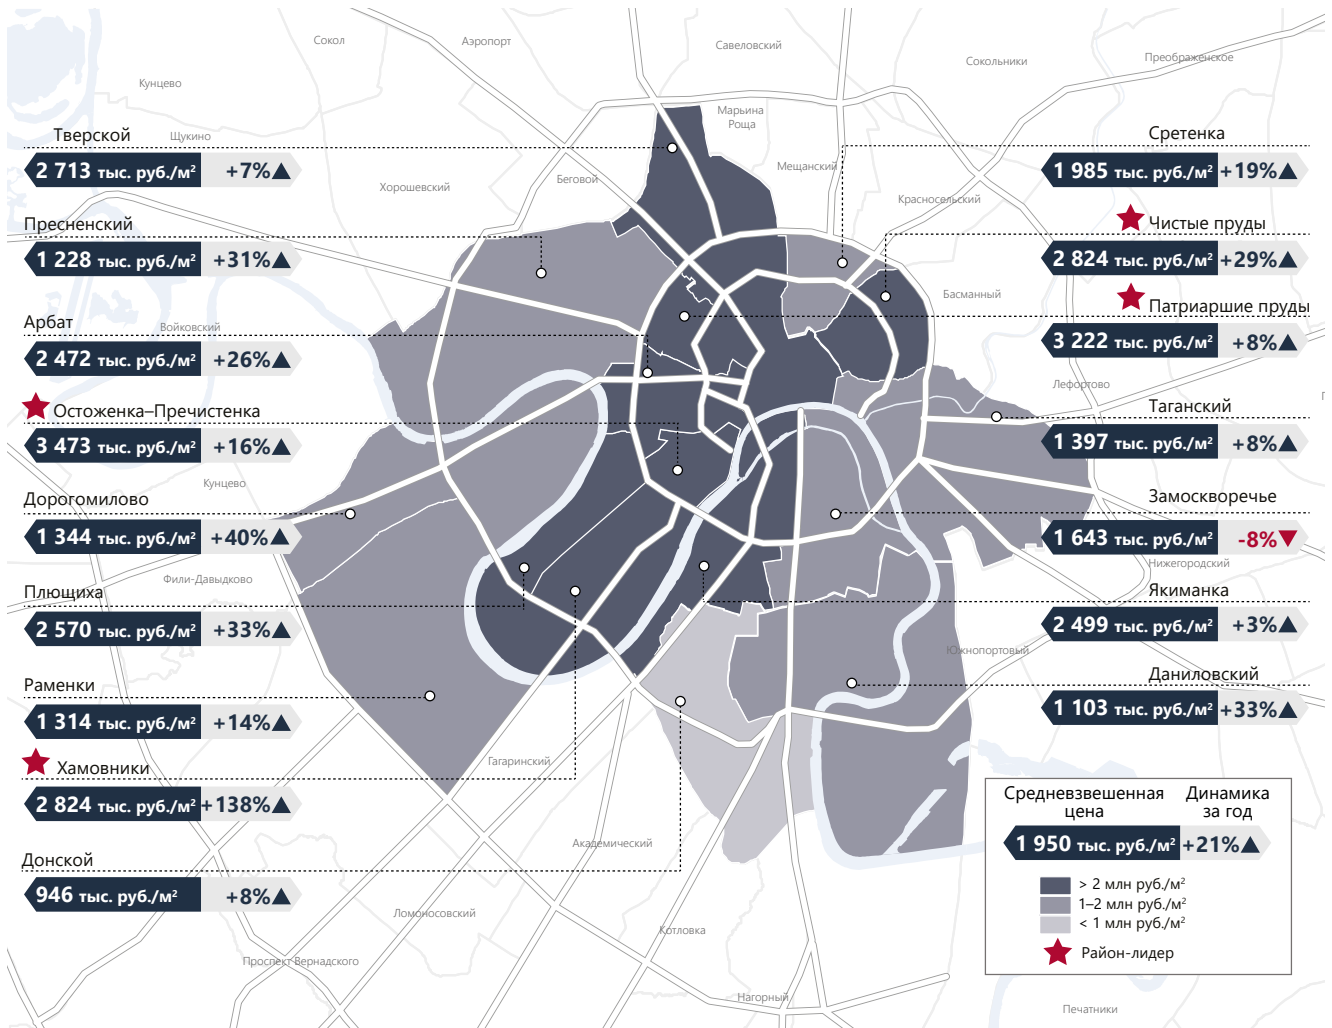 Сокол
Аэропорт
Савеловский
Сокольники
Преображенское
Кунцево
Марьина
Роща
Тверской
Щукино
2 713 тыс. руб./м²
+7%
Хорошевский
Беговой
Мещанский
Красносельский
Сретенка
1 985 тыс. руб./м²
+19%
Пресненский
1 228 тыс. руб./м²
+31%
Чистые пруды
2 824 тыс. руб./м²
+29%
Басманный
Арбат
Войковский
2 472 тыс. руб./м²
+26%
Патриаршие пруды
3 222 тыс. руб./м²
+8%
Лефортово
Остоженка–Пречистенка
3 473 тыс. руб./м²
+16%
Таганский
1 397 тыс. руб./м²
+8%
Кунцево
Дорогомилово
1 344 тыс. руб./м²
+40%
Замоскворечье
1 643 тыс. руб./м²
-8%
Нижегородский
Фили-Давыдково
Плющиха
2 570 тыс. руб./м²
+33%
Якиманка
2 499 тыс. руб./м²
+3%
Южнопортовый
Раменки
1 314 тыс. руб./м²
+14%
Даниловский
1 103 тыс. руб./м²
+33%
Гагаринский
Хамовники
2 824 тыс. руб./м²
+138%
Академический
Донской
946 тыс. руб./м²
+8%
Ломоносовский
Котловка
Проспект Вернадского
Нагорный
Печатники
Средневзвешенная
цена
Динамика
за год
1 950 тыс. руб./м²
+21%
> 2 млн руб./м²
1–2 млн руб./м²
< 1 млн руб./м²
Район-лидер